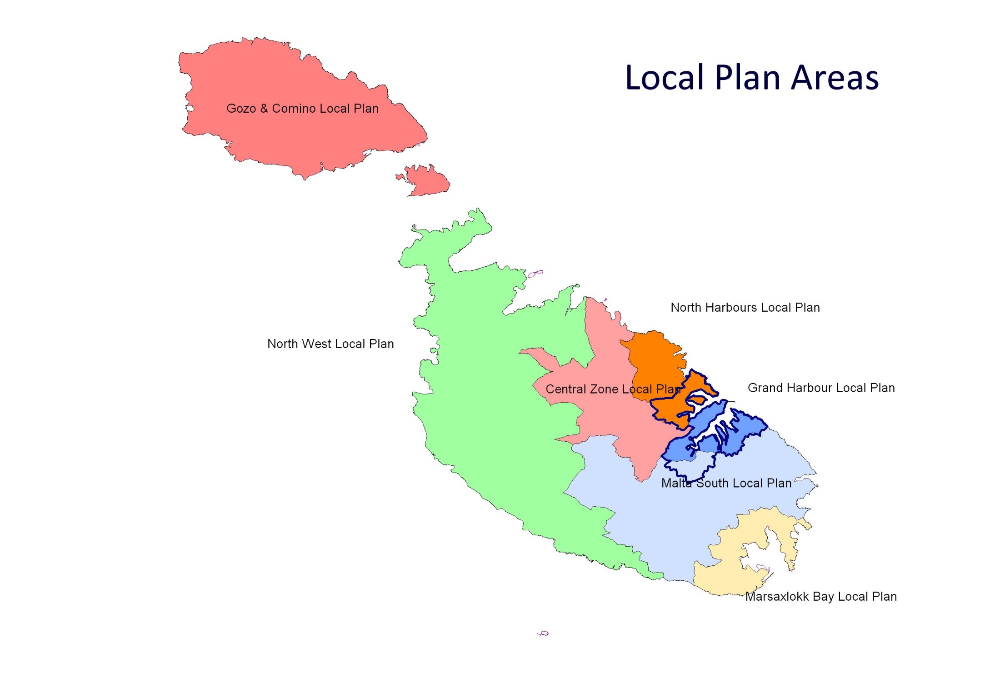 Local Plan Areas
Gozo & Comino Local Plan
North Harbours Local Plan
North West Local Plan
Central Zone Local Plan
Grand Harbour Local Plan
Malta South Local Plan
Marsaxlokk Bay Local Plan